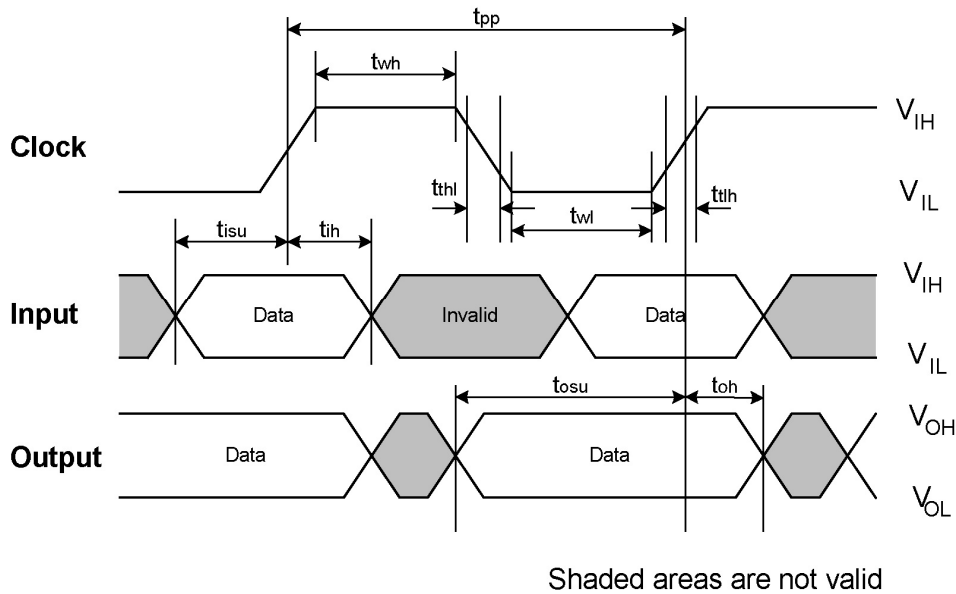 tpp
twh
Clock
VIH
tthl
ttlh
VIL
twl
tisu
tih
Input
Data
Invalid
Data
VIH
VIL
tosu
toh
Output
Data
Data
VOH
VOL
Shaded areas are not valid